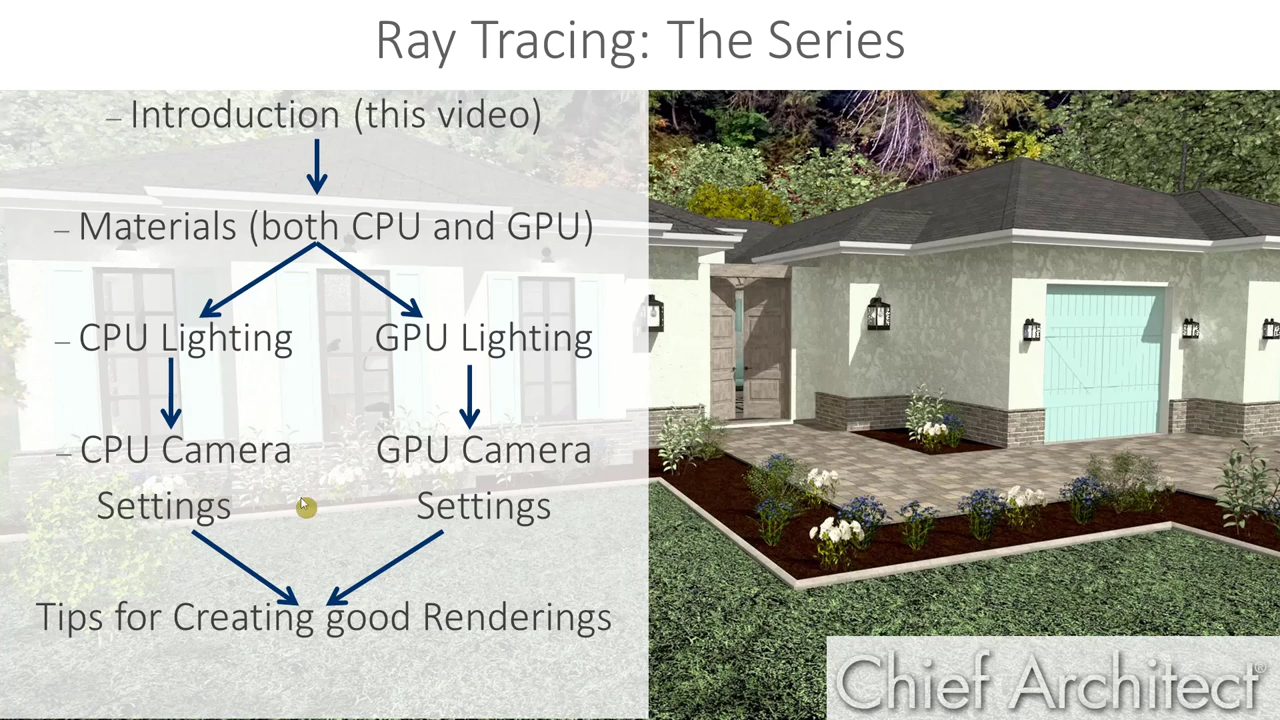 Ray Tracing: The Series
– Introduction (this video)
– Materials (both CPU and GPU)
– CPU Lighting GPU Lighting
– CPU Camera GPU Camera
Settings Settings
Tips for Creating good Renderings
Chief Architect®